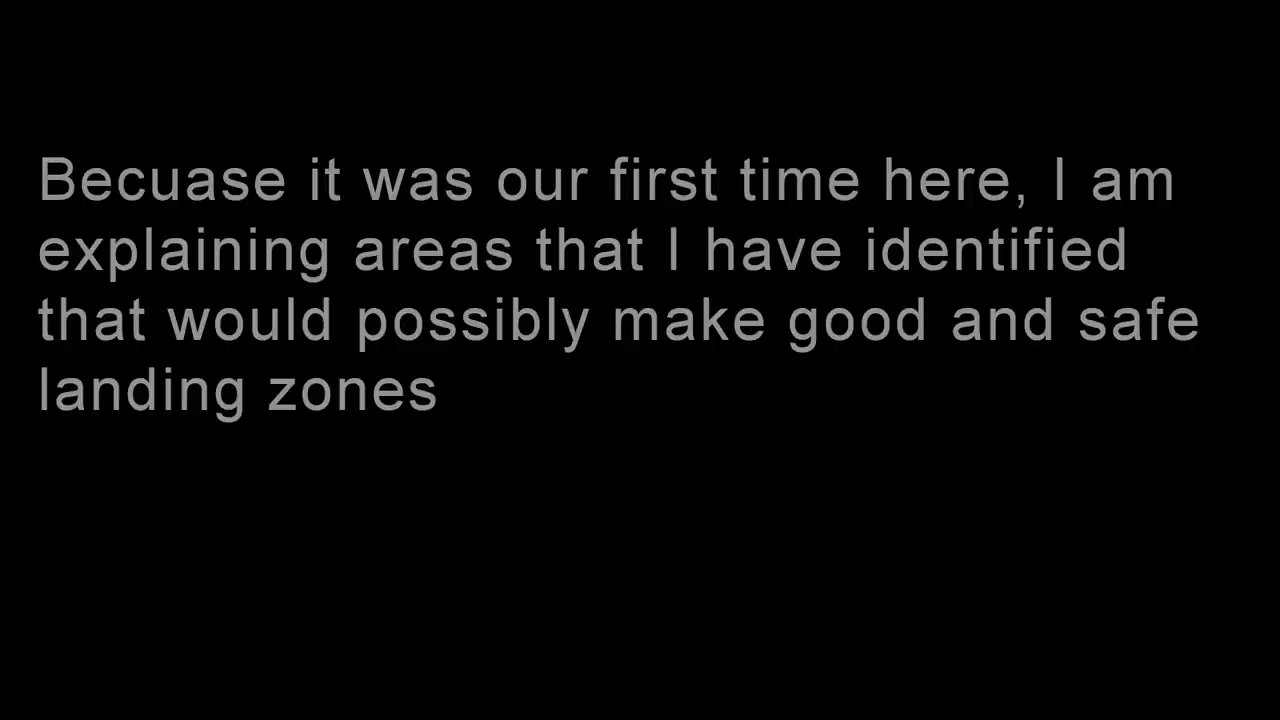 Becuase it was our first time here, I am
explaining areas that I have identified
that would possibly make good and safe
landing zones